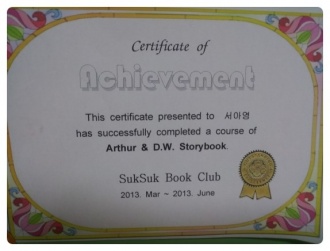 Certificate of
Achievement
This certificate presented to 서아영
has successfully completed a course of
Arthur & D.W. Storybook.
SukSuk Book Club
2013. Mar ~ 2013. June